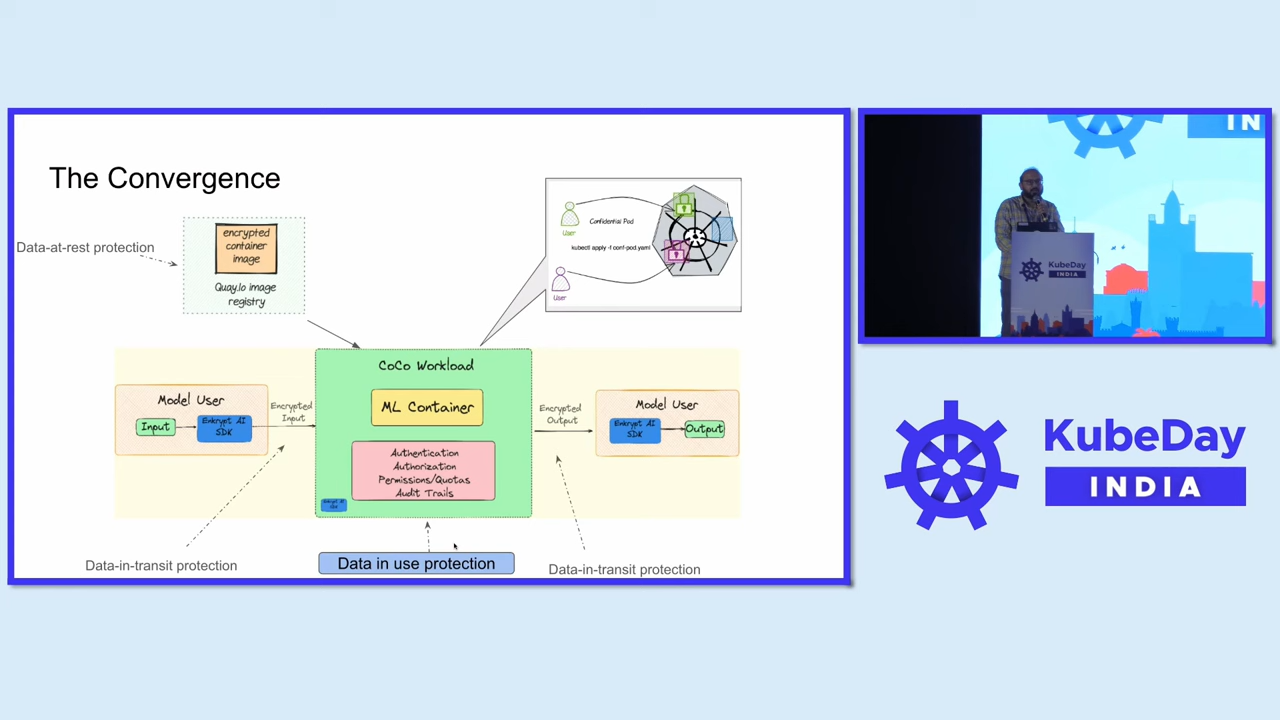 The Convergence
Data-at-rest protection
encrypted
container
image
Quay.Io image
registry
Confidential Pod
kubectl apply -f conf-pod.yaml
User
User
CoCo Workload
ML Container
Authentication
Authorization
Permissions/Quotas
Audit Trails
Model User
Input
Enkrypt AI
SDK
Encrypted
Input
Encrypted
Output
Model User
Enkrypt AI
SDK
Output
Data-in-transit protection
Data in use protection
Data-in-transit protection
IN
KubeDay
INDIA
KubeDay
INDIA